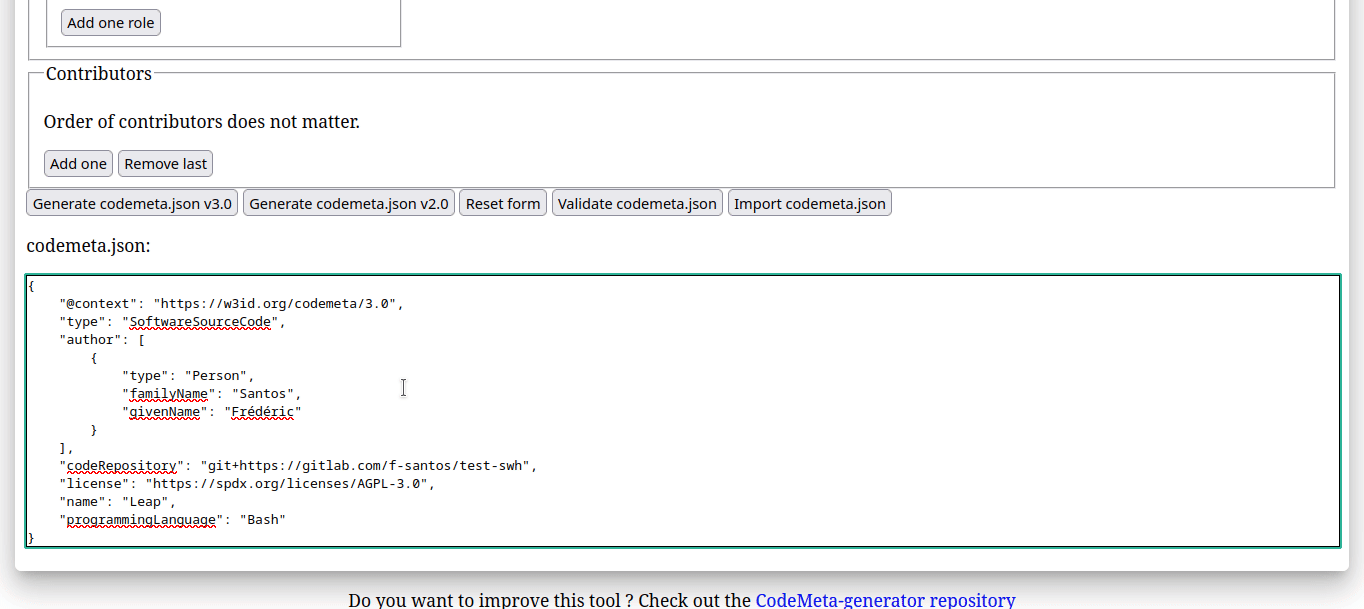 Add one role
Contributors
Order of contributors does not matter.
Add one Remove last
Generate codemeta.json v3.0 Generate codemeta.json v2.0 Reset form Validate codemeta.json Import codemeta.json
codemeta.json:
{
    "@context": "https://w3id.org/codemeta/3.0",
    "type": "SoftwareSourceCode",
    "author": [
        {
            "type": "Person",
            "familyName": "Santos",
            "givenName": "Frédéric"
        }
    ],
    "codeRepository": "git+https://gitlab.com/f-santos/test-swh",
    "license": "https://spdx.org/licenses/AGPL-3.0",
    "name": "Leap",
    "programmingLanguage": "Bash"
}
Do you want to improve this tool ? Check out the CodeMeta-generator repository